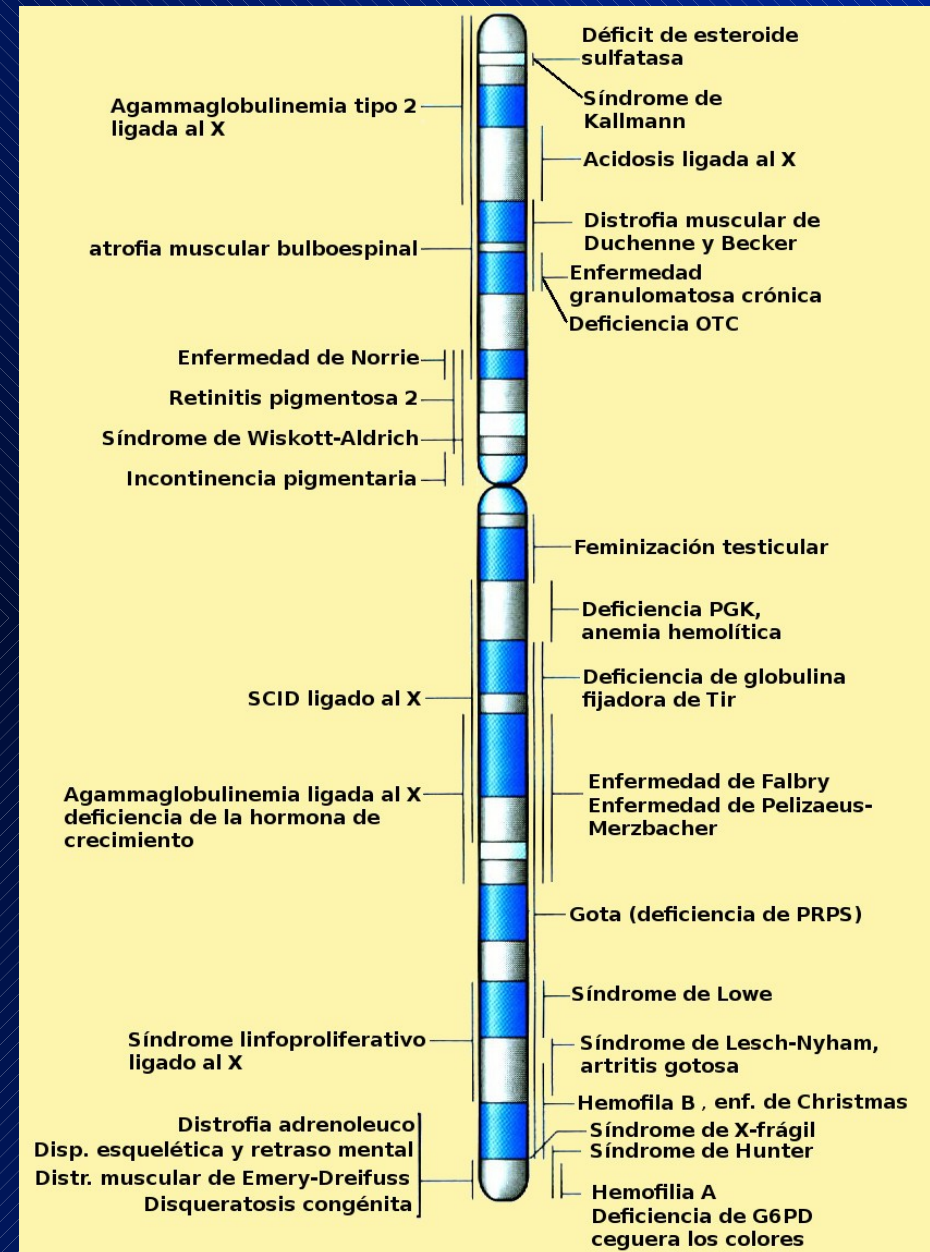 Déficit de esteroide
sulfatasa
Síndrome de
Kallmann
Agammaglobulinemia tipo 2
ligada al X
Acidosis ligada al X
Distrofia muscular de
Duchenne y Becker
atrofia muscular bulboespinal
Enfermedad
granulomatosa crónica
Deficiencia OTC
Enfermedad de Norrie
Retinitis pigmentosa 2
Síndrome de Wiskott-Aldrich
Incontinencia pigmentaria
Feminización testicular
Deficiencia PGK,
anemia hemolítica
Deficiencia de globulina
fijadora de Tir
SCID ligado al X
Enfermedad de Falbry
Enfermedad de Pelizaeus-
Merzbacher
Agammaglobulinemia ligada al X
deficiencia de la hormona de
crecimiento
Gota (deficiencia de PRPS)
Síndrome de Lowe
Síndrome linfoproliferativo
ligado al X
Síndrome de Lesch-Nyham,
artritis gotosa
Hemofila B , enf. de Christmas
Síndrome de X-frágil
Síndrome de Hunter
Distrofia adrenoleuco
Disp. esquelética y retraso mental
Distr. muscular de Emery-Dreifuss
Disqueratosis congénita
Hemofilia A
Deficiencia de G6PD
ceguera los colores